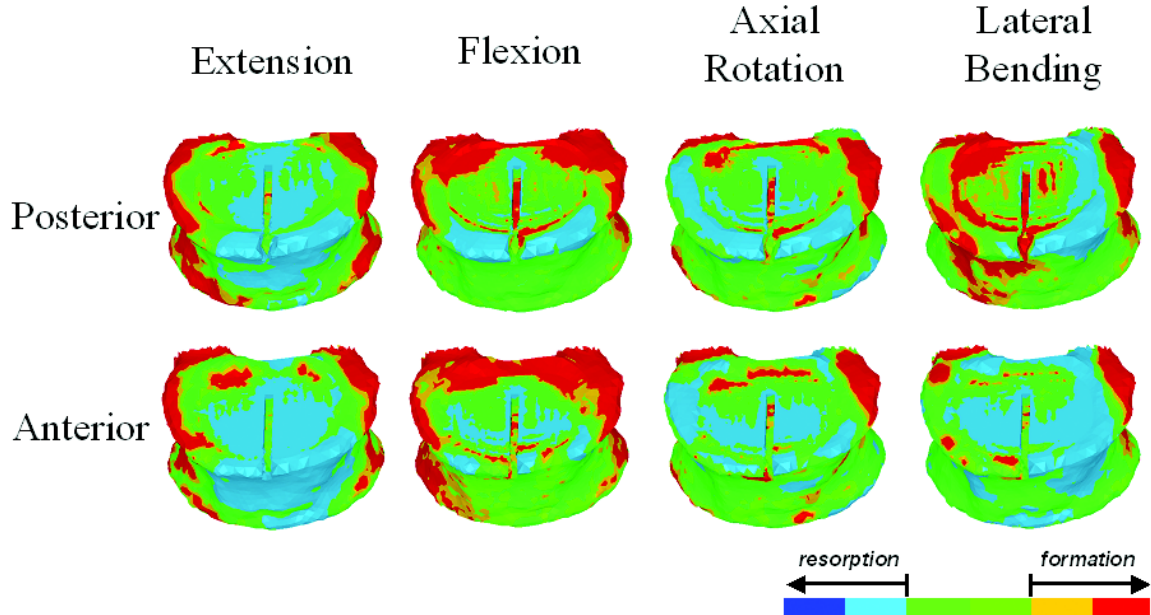 Extension
Flexion
Axial
Rotation
Lateral
Bending
Posterior
Anterior
resorption
formation